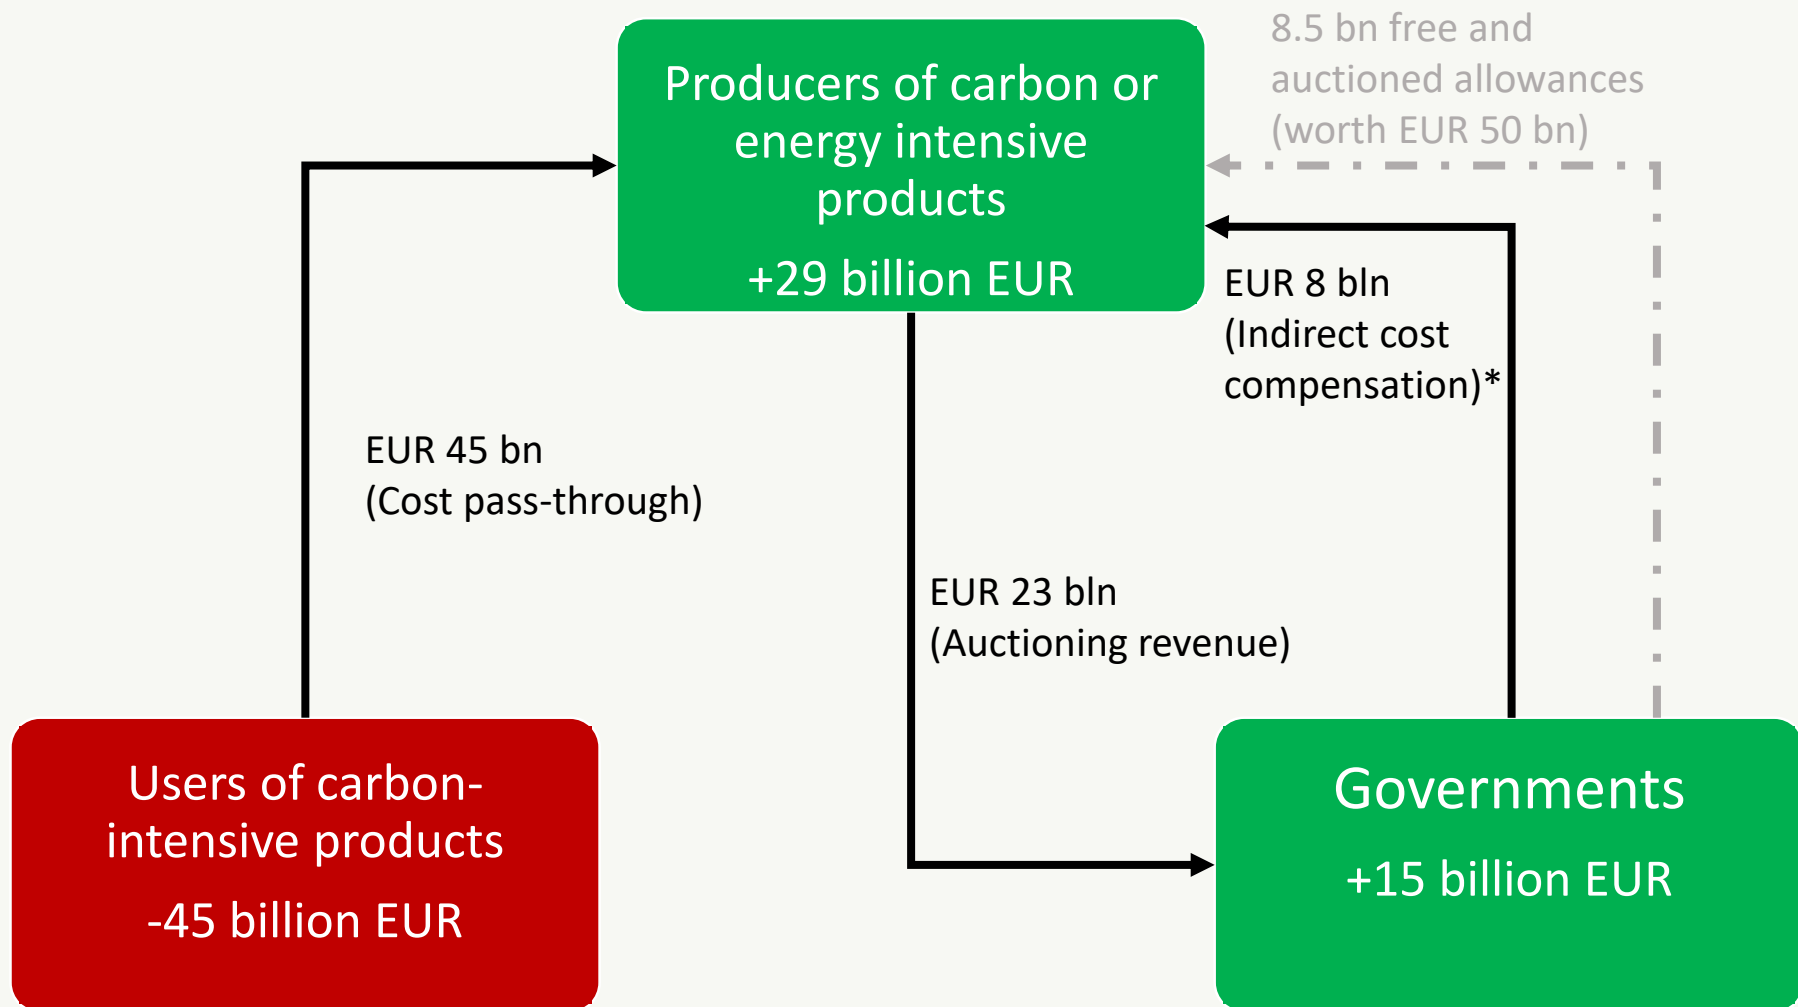 8.5 bn free and
auctioned allowances
(worth EUR 50 bn)
Producers of carbon or
energy intensive
products
+29 billion EUR
EUR 8 bln
(Indirect cost
compensation)*
EUR 45 bn
(Cost pass-through)
EUR 23 bln
(Auctioning revenue)
Users of carbon-
intensive products
-45 billion EUR
Governments
+15 billion EUR